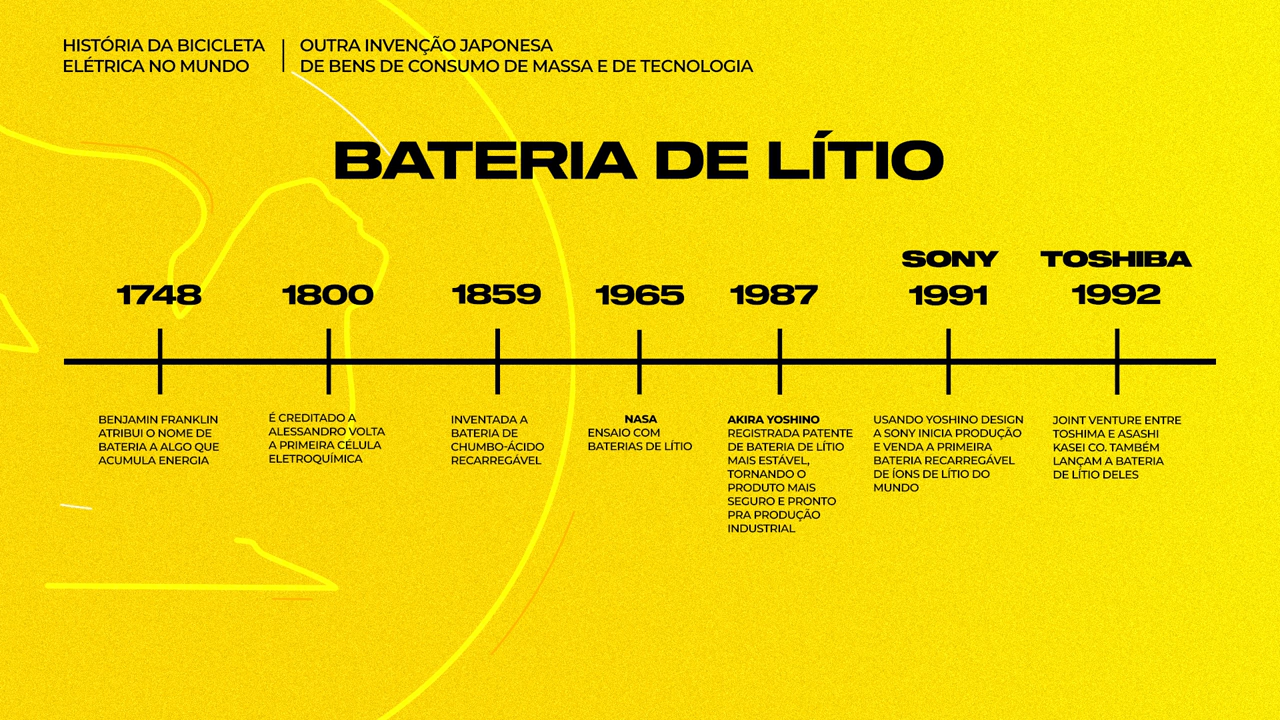 HISTÓRIA DA BICICLETA
ELÉTRICA NO MUNDO
OUTRA INVENÇÃO JAPONESA
DE BENS DE CONSUMO DE MASSA E DE TECNOLOGIA
BATERIA DE LÍTIO
1748
BENJAMIN FRANKLIN
ATRIBUI O NOME DE
BATERIA A ALGO QUE
ACUMULA ENERGIA
1800
É CREDITADO A
ALESSANDRO VOLTA
A PRIMEIRA CÉLULA
ELETROQUÍMICA
1859
INVENTADA A
BATERIA DE
CHUMBO-ÁCIDO
RECARREGÁVEL
1965
NASA
ENSAIO COM
BATERIAS DE LÍTIO
1987
AKIRA YOSHINO
REGISTRADA PATENTE
DE BATERIA DE LÍTIO
MAIS ESTÁVEL,
TORNANDO O
PRODUTO MAIS
SEGURO E PRONTO
PRA PRODUÇÃO
INDUSTRIAL
SONY
1991
USANDO YOSHINO DESIGN
A SONY INICIA PRODUÇÃO
E VENDA A PRIMEIRA
BATERIA RECARREGÁVEL
DE ÍONS DE LÍTIO DO
MUNDO
TOSHIBA
1992
JOINT VENTURE ENTRE
TOSHIMA E ASASHI
KASEI CO. TAMBÉM
LANÇAM A BATERIA
DE LÍTIO DELES